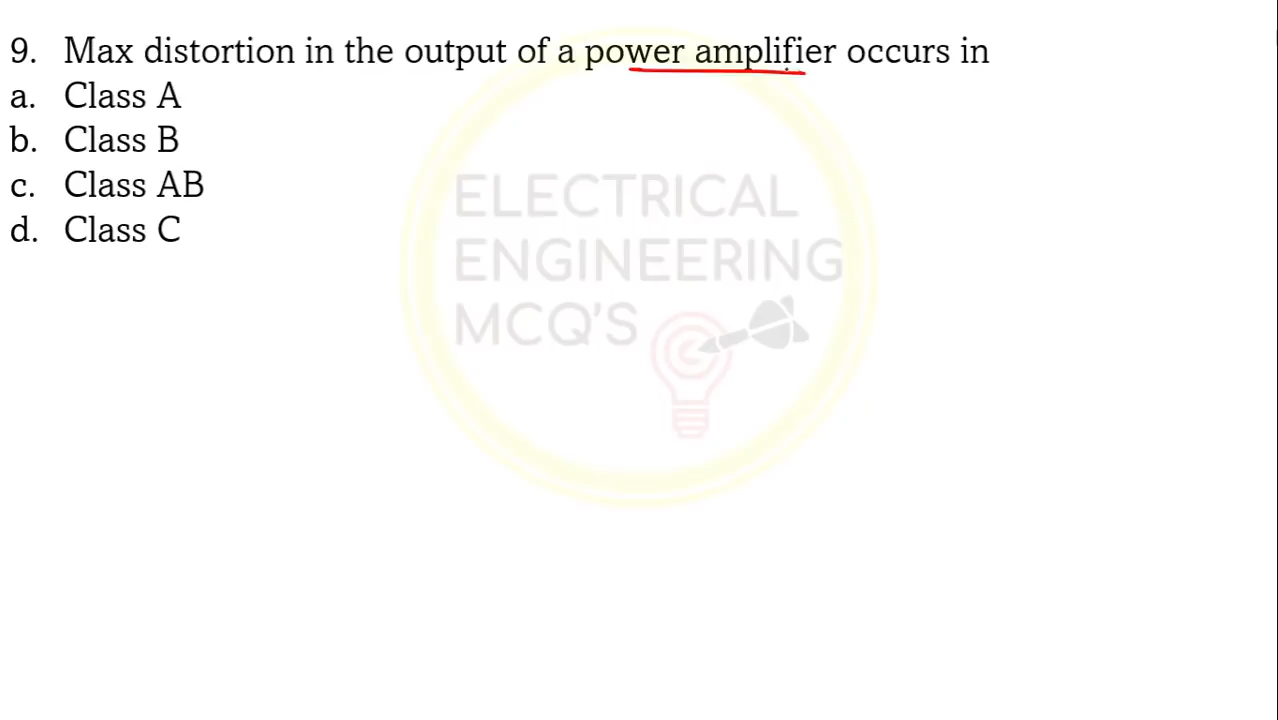 9. Max distortion in the output of a power amplifier occurs in
a. Class A
b. Class B
c. Class AB
d. Class C
ELECTRICAL
ENGINEERING
MCQ'S